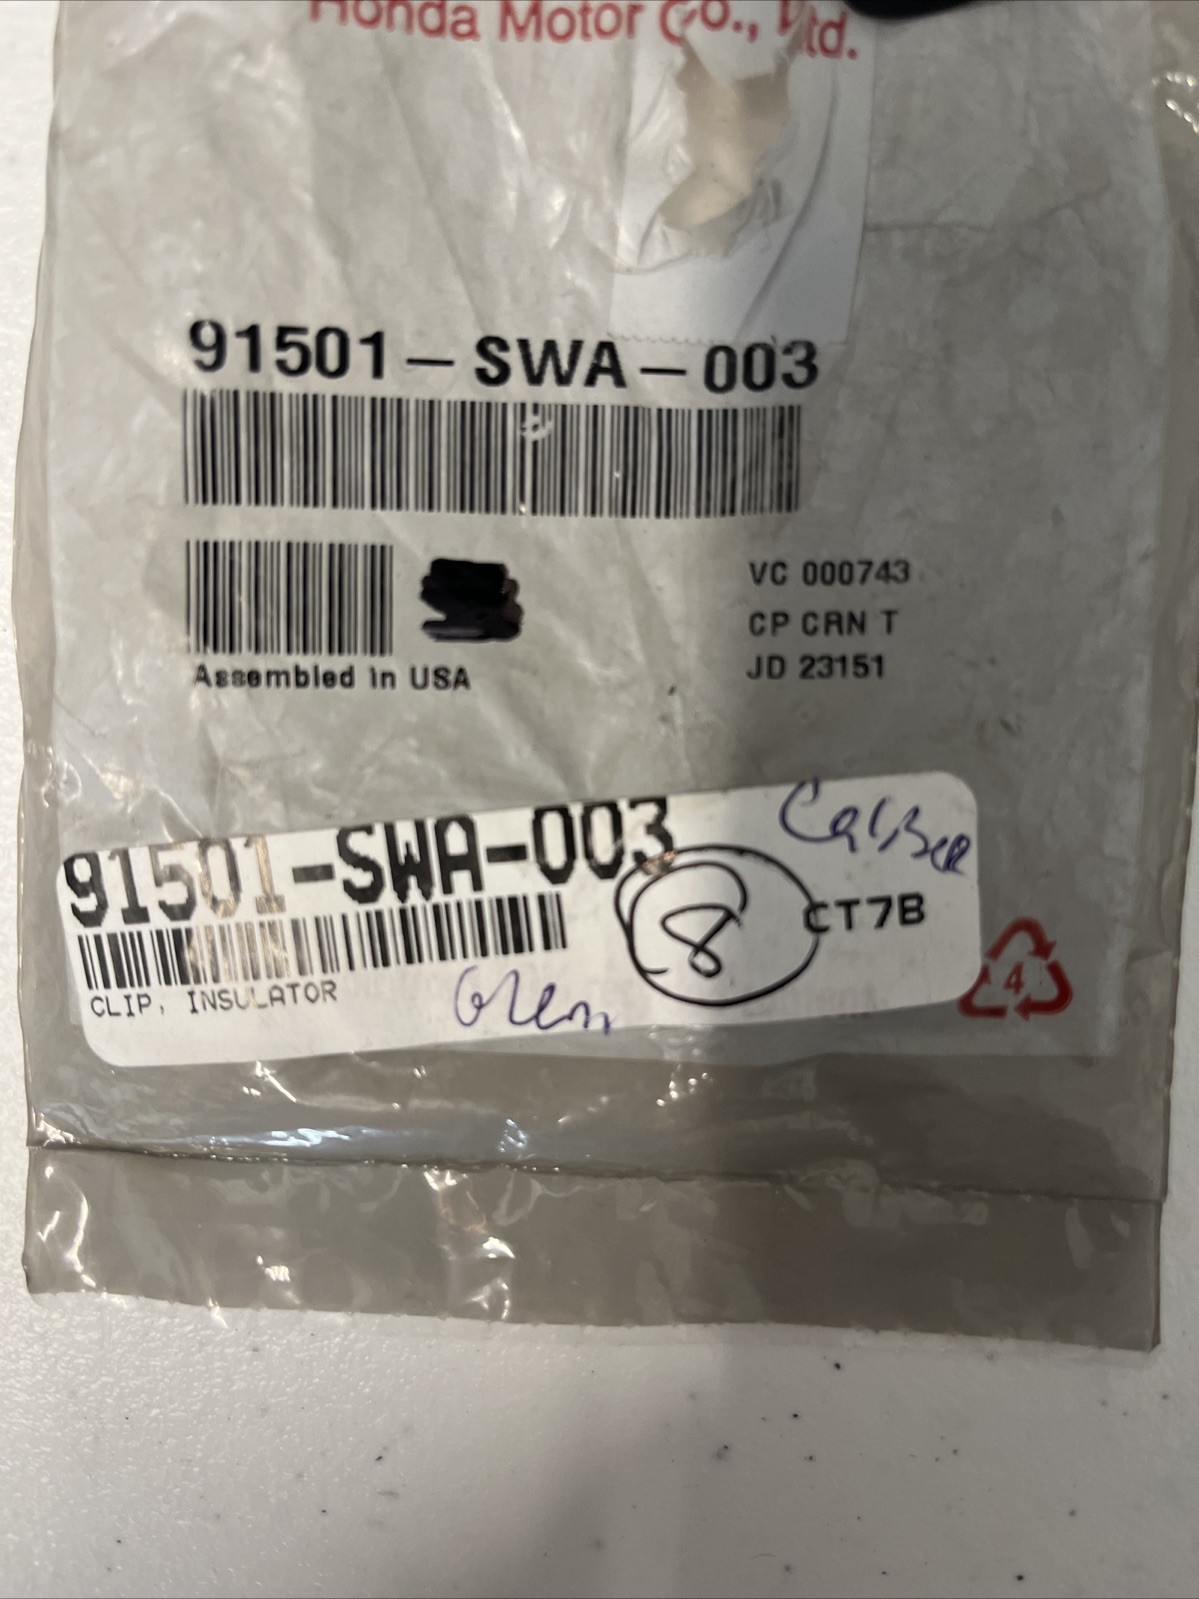 Honda Motor Co., Ltd.
91501-SWA-003
VC 000743
CP CRN T
JD 23151
Assembled in USA
91501-SWA-003
8
CT7B
CLIP, INSULATOR
4